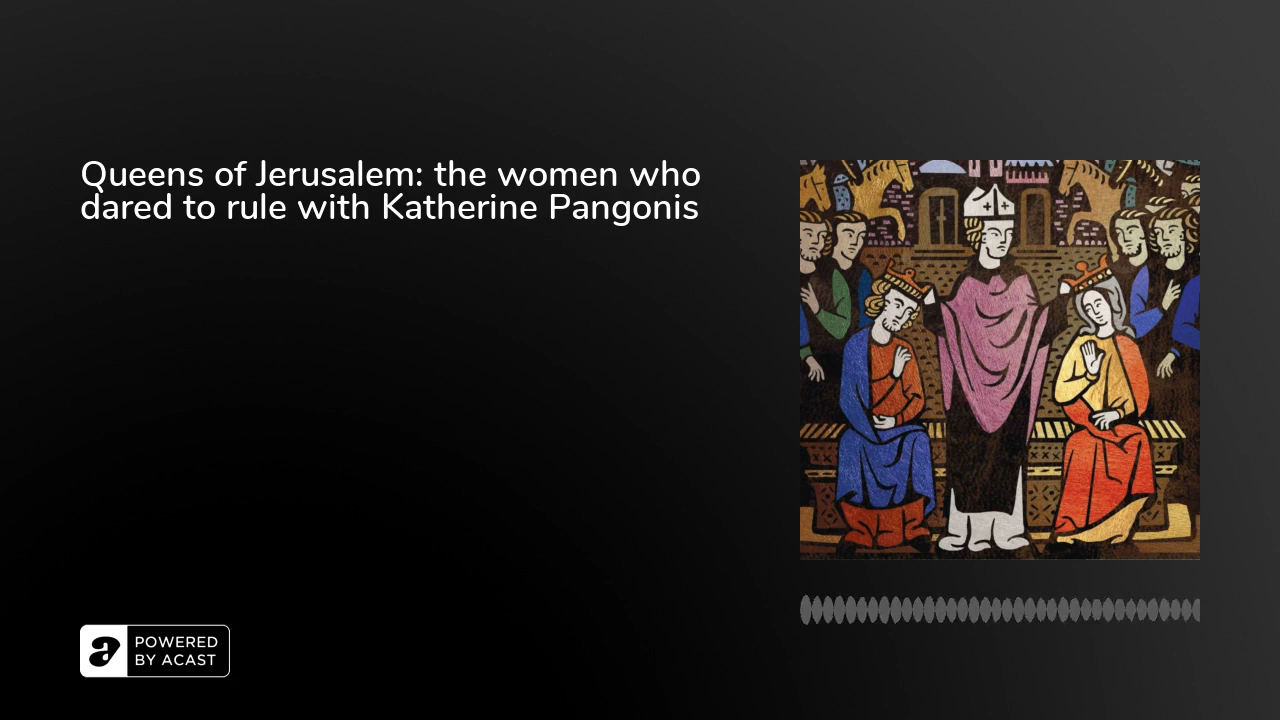 Queens of Jerusalem: the women who
dared to rule with Katherine Pangonis
POWERED
BY ACAST